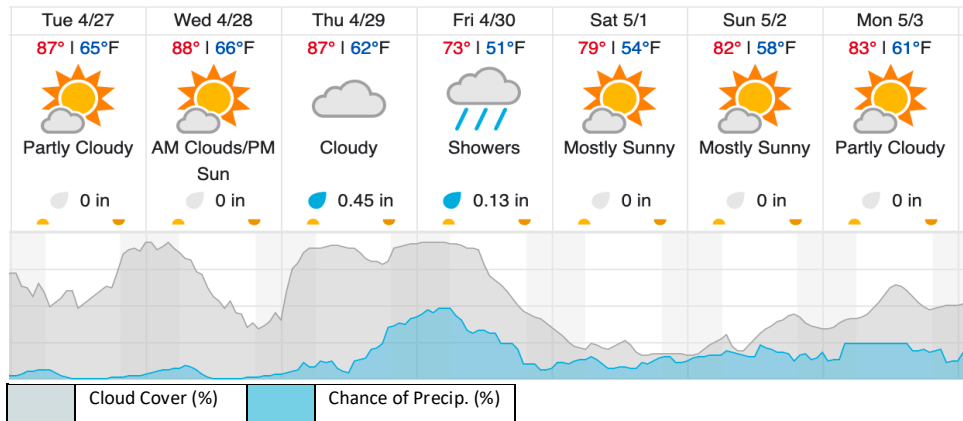 Tue 4/27 Wed 4/28 Thu 4/29 Fri 4/30 Sat 5/1 Sun 5/2 Mon 5/3
87° | 65°F 88° | 66°F 87° | 62°F 73° | 51°F 79° | 54°F 82° | 58°F 83° | 61°F
Partly Cloudy AM Clouds/PM Cloudy Showers Mostly Sunny Mostly Sunny Partly Cloudy
Sun
0 in 0 in 0.45 in 0.13 in 0 in 0 in 0 in
Cloud Cover (%) Chance of Precip. (%)